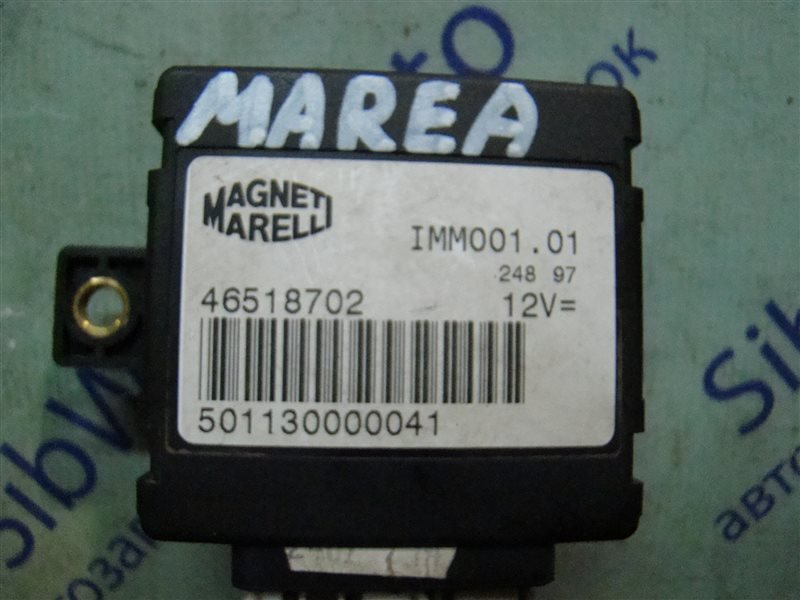 MAREA
MAGNETI
MARELLI
IMM001.01
248 97
46518702
12V=
501130000041